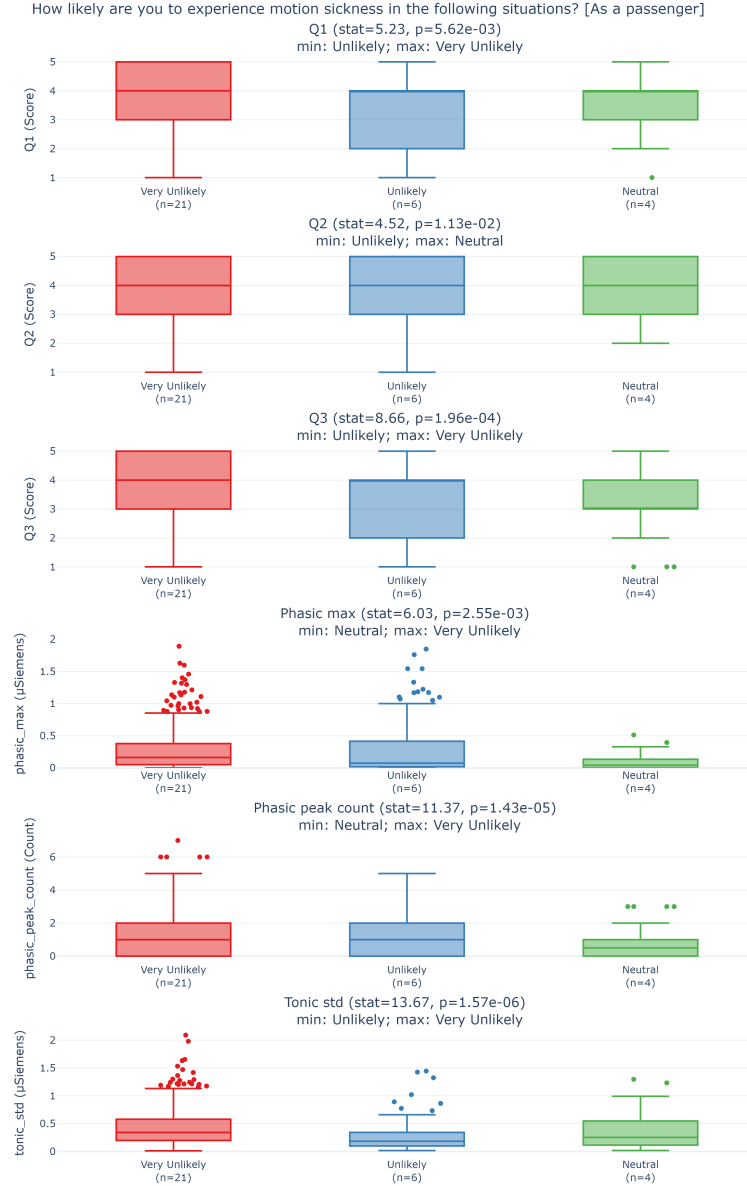 How likely are you to experience motion sickness in the following situations? [As a passenger]
Q1 (stat=5.23, p=5.62e-03)
min: Unlikely; max: Very Unlikely
Q1 (Score)
5
4
3
2
1
Very Unlikely
(n=21)
Unlikely
(n=6)
Neutral
(n=4)
Q2 (stat=4.52, p=1.13e-02)
min: Unlikely; max: Neutral
Q2 (Score)
5
4
3
2
1
Very Unlikely
(n=21)
Unlikely
(n=6)
Neutral
(n=4)
Q3 (stat=8.66, p=1.96e-04)
min: Unlikely; max: Very Unlikely
Q3 (Score)
5
4
3
2
1
Very Unlikely
(n=21)
Unlikely
(n=6)
Neutral
(n=4)
Phasic max (stat=6.03, p=2.55e-03)
min: Neutral; max: Very Unlikely
phasic_max (µSiemens)
2
1.5
1
0.5
0
Very Unlikely
(n=21)
Unlikely
(n=6)
Neutral
(n=4)
Phasic peak count (stat=11.37, p=1.43e-05)
min: Neutral; max: Very Unlikely
phasic_peak_count (Count)
6
4
2
0
Very Unlikely
(n=21)
Unlikely
(n=6)
Neutral
(n=4)
Tonic std (stat=13.67, p=1.57e-06)
min: Unlikely; max: Very Unlikely
tonic_std (µSiemens)
2
1.5
1
0.5
0
Very Unlikely
(n=21)
Unlikely
(n=6)
Neutral
(n=4)